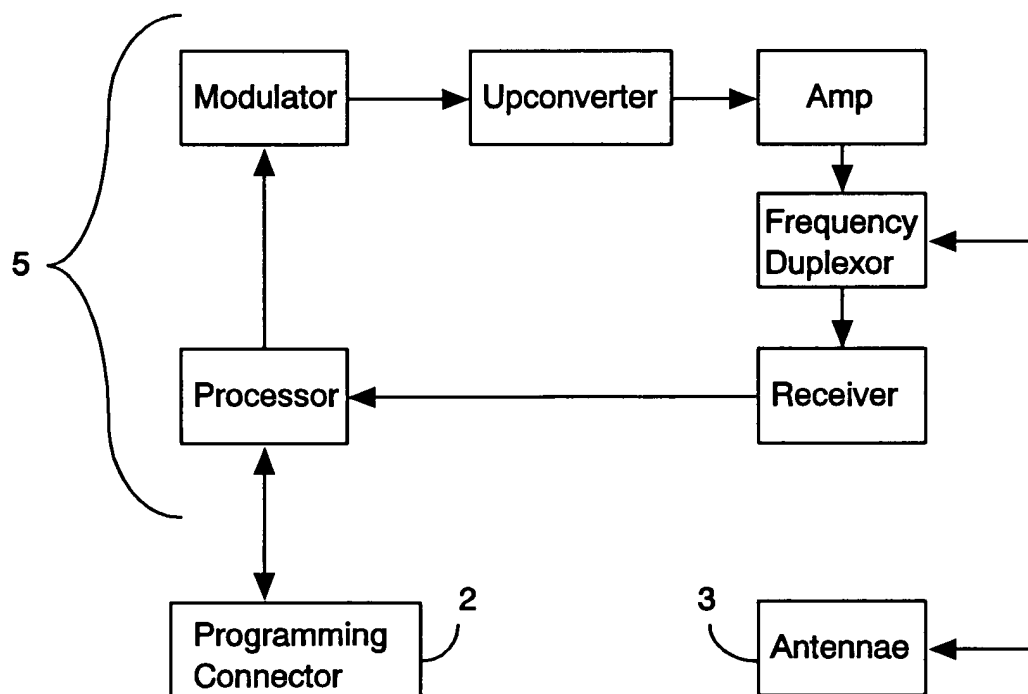 Modulator
Upconverter
Amp
Frequency
Duplexor
5
Processor
Receiver
2
3
Programming
Connector
Antennae